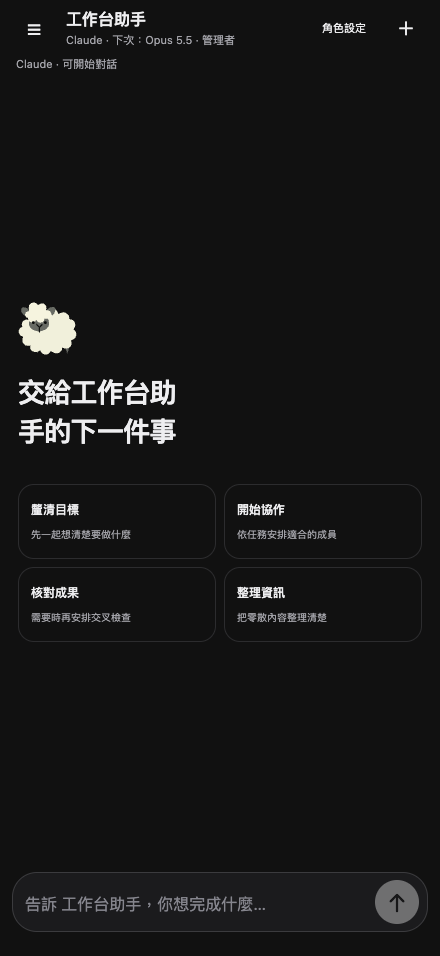 工作台助手
Claude · 下次：Opus 5.5 · 管理者
角色設定
Claude · 可開始對話
交給工作台助
手的下一件事
釐清目標
先一起想清楚要做什麼
開始協作
依任務安排適合的成員
核對成果
需要時再安排交叉檢查
整理資訊
把零散內容整理清楚
告訴 工作台助手，你想完成什麼...